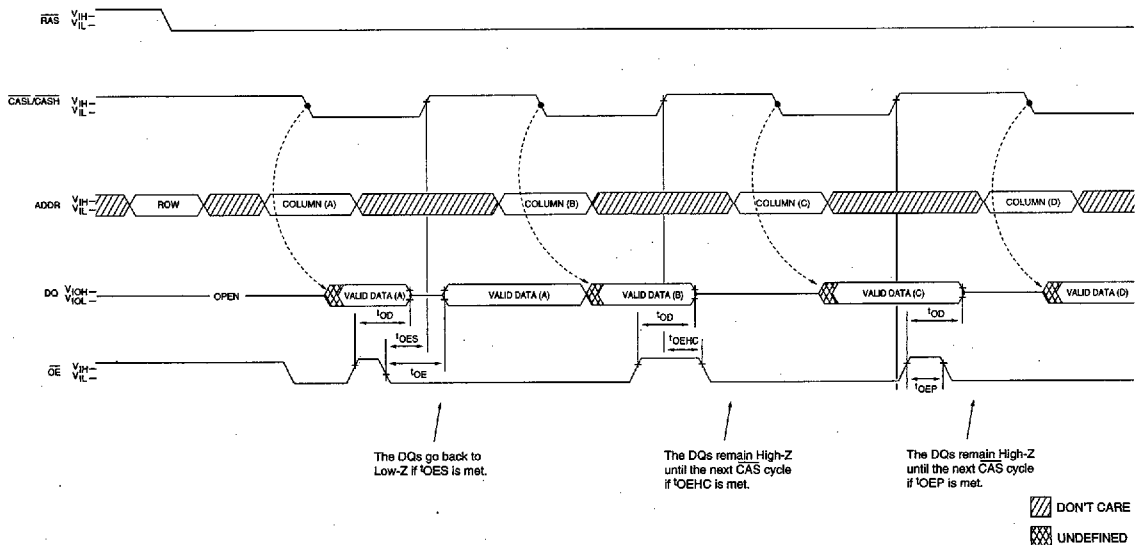 RAS VIH VIL
CASL/CASH VIH VIL
ADDR VIH VIL ROW COLUMN (A) COLUMN (B) COLUMN (C) COLUMN (D)
DQ VIOH VIOL OPEN VALID DATA (A) VALID DATA (A) VALID DATA (B) VALID DATA (C) VALID DATA (D)
tOD tOD tOD
tOES tOEHC
OE VIH VIL tOE tOEP
The DQs go back to
Low-Z if tOES is met.
The DQs remain High-Z
until the next CAS cycle
if tOEHC is met.
The DQs remain High-Z
until the next CAS cycle
if tOEP is met.
DON'T CARE
UNDEFINED